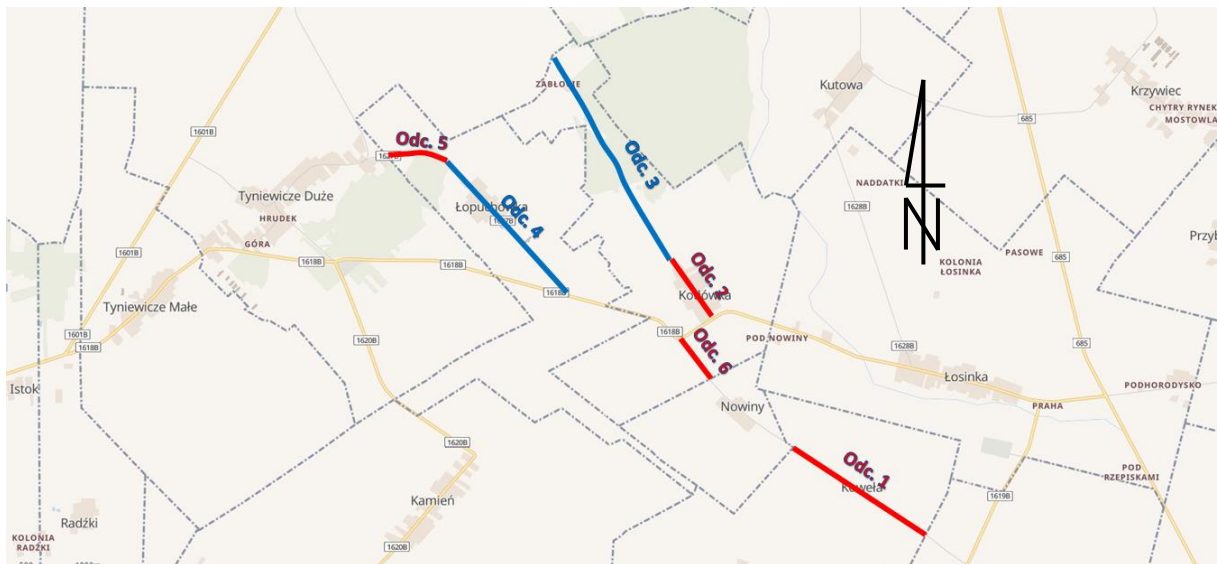 ZABŁOCIE
Kutowa
Krzywiec
CHYTRY RYNEK
MOSTOWLA
1601B
685
Odc. 5
Odc. 3
Tyniewicze Duże
HRUDEK
GÓRA
Łopuchówka
Odc. 4
NADDATKI
1628B
PASOWE
KOLONIA
ŁOSINKA
Przyb
685
1601B
1618B
1618B
1618B
Odc. 2
Tyniewicze Małe
1601B
1618B
1620B
1618B
Odc. 6
POD NOWINY
1628B
685
Istok
Łosinka
PODHORODYSKO
PRAHA
Nowiny
1620B
Odc. 1
POD
RZEPISKAMI
Kamień
1619B
Radźki
KOLONIA
RADŹKI
1620B
N